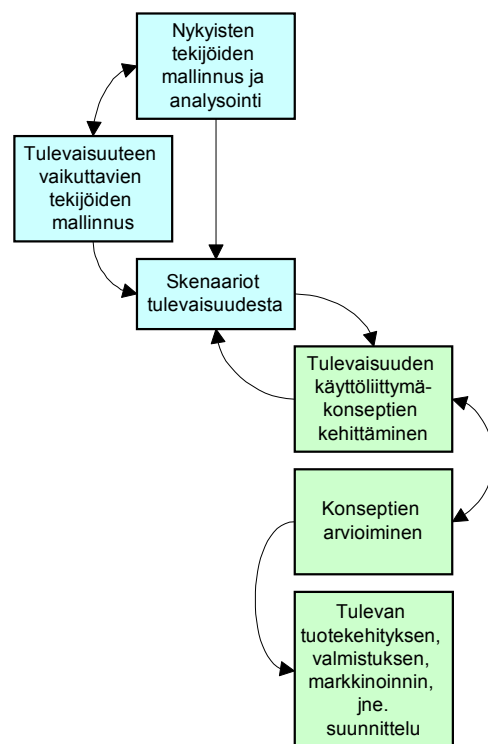 Nykyisten
tekijöiden
mallinnus ja
analysointi
Tulevaisuuteen
vaikuttavien
tekijöiden
mallinnus
Skenaariot
tulevaisuudesta
Tulevaisuuden
käyttöliittymä-
konseptien
kehittäminen
Konseptien
arvioiminen
Tulevan
tuotekehityksen,
valmistuksen,
markkinoinnin,
jne.
suunnittelu